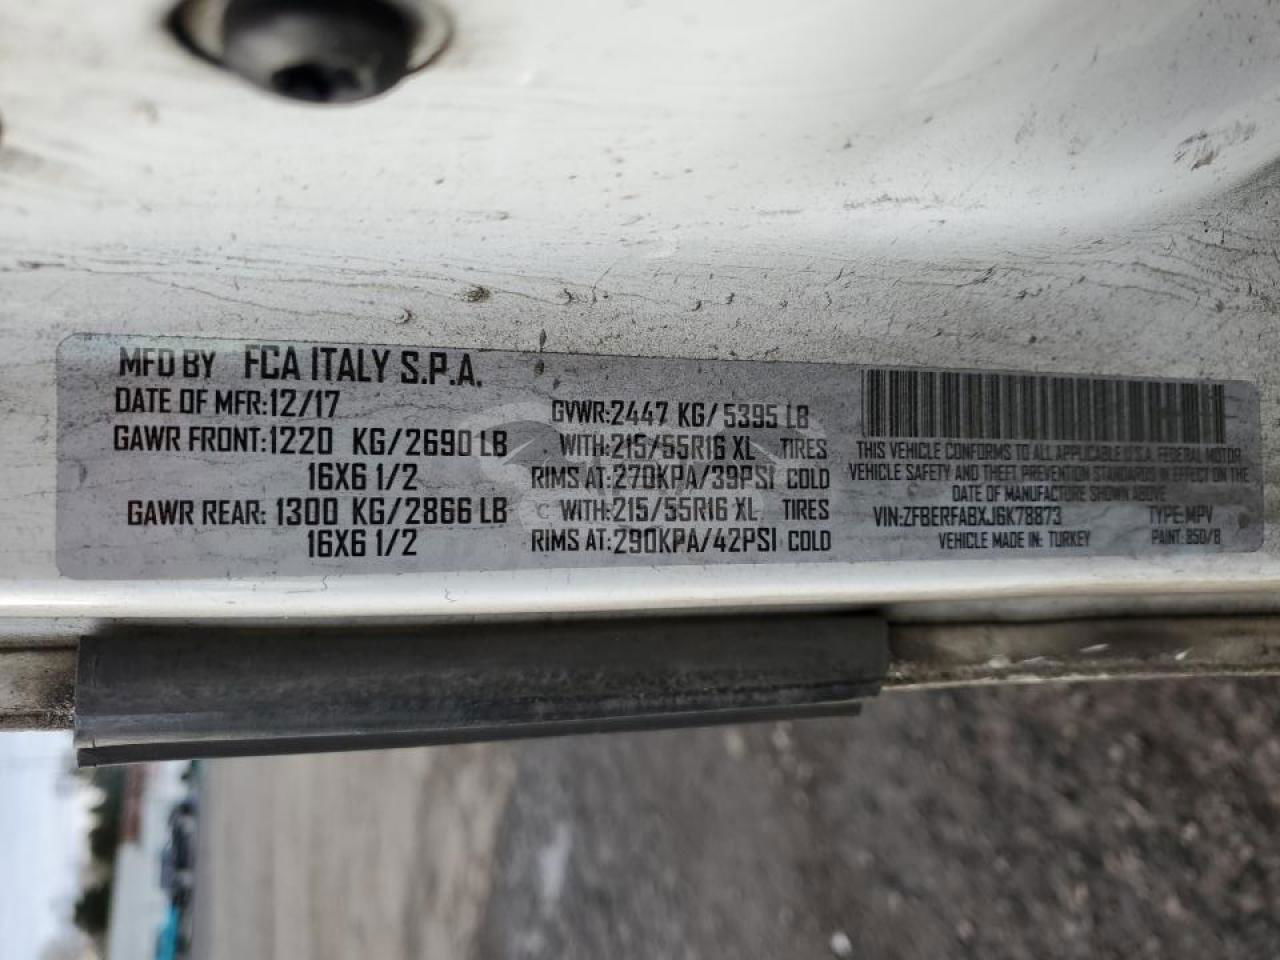 MFD BY FCA ITALY S.P.A.
DATE OF MFR:12/17
GVWR:2447 KG/5395 LB
GAWR FRONT:1220 KG/2690 LB WITH:215/55R16 XL TIRES
16X6 1/2 RIMS AT:270KPA/39PSI COLD
GAWR REAR:1300 KG/2866 LB WITH:215/55R16 XL TIRES
16X6 1/2 RIMS AT:290KPA/42PSI COLD
THIS VEHICLE CONFORMS TO ALL APPLICABLE U.S.A. FEDERAL MOTOR
VEHICLE SAFETY AND THEFT PREVENTION STANDARDS IN EFFECT ON THE
DATE OF MANUFACTURE SHOWN ABOVE
VIN:ZFBERFABXJ6K78873 TYPE:MPV
VEHICLE MADE IN: TURKEY PAINT: 850/B